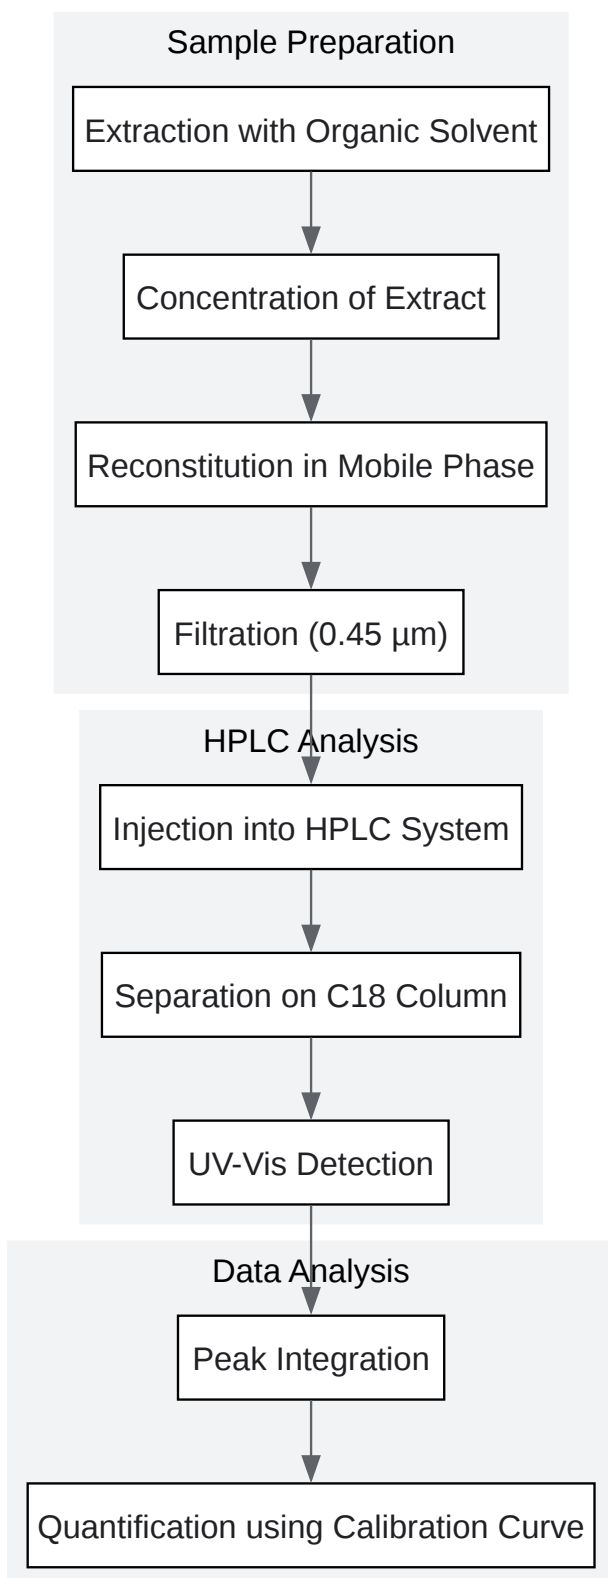 Sample Preparation
Extraction with Organic Solvent
Concentration of Extract
Reconstitution in Mobile Phase
Filtration (0.45 µm)
HPLC Analysis
Injection into HPLC System
Separation on C18 Column
UV-Vis Detection
Data Analysis
Peak Integration
Quantification using Calibration Curve